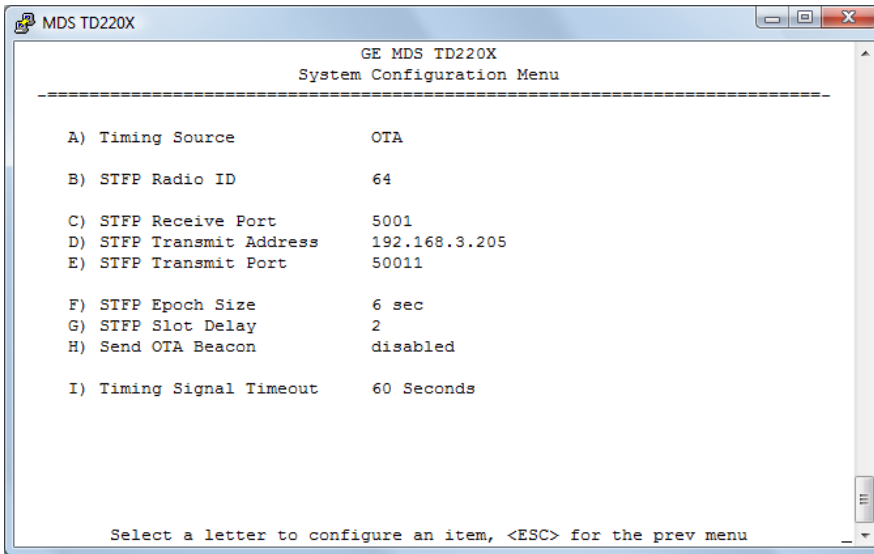 MDS TD220X
GE MDS TD220X
System Configuration Menu
-==========================================================================-
A) Timing Source OTA
B) STFP Radio ID 64
C) STFP Receive Port 5001
D) STFP Transmit Address 192.168.3.205
E) STFP Transmit Port 50011
F) STFP Epoch Size 6 sec
G) STFP Slot Delay 2
H) Send OTA Beacon disabled
I) Timing Signal Timeout 60 Seconds
Select a letter to configure an item, <ESC> for the prev menu _